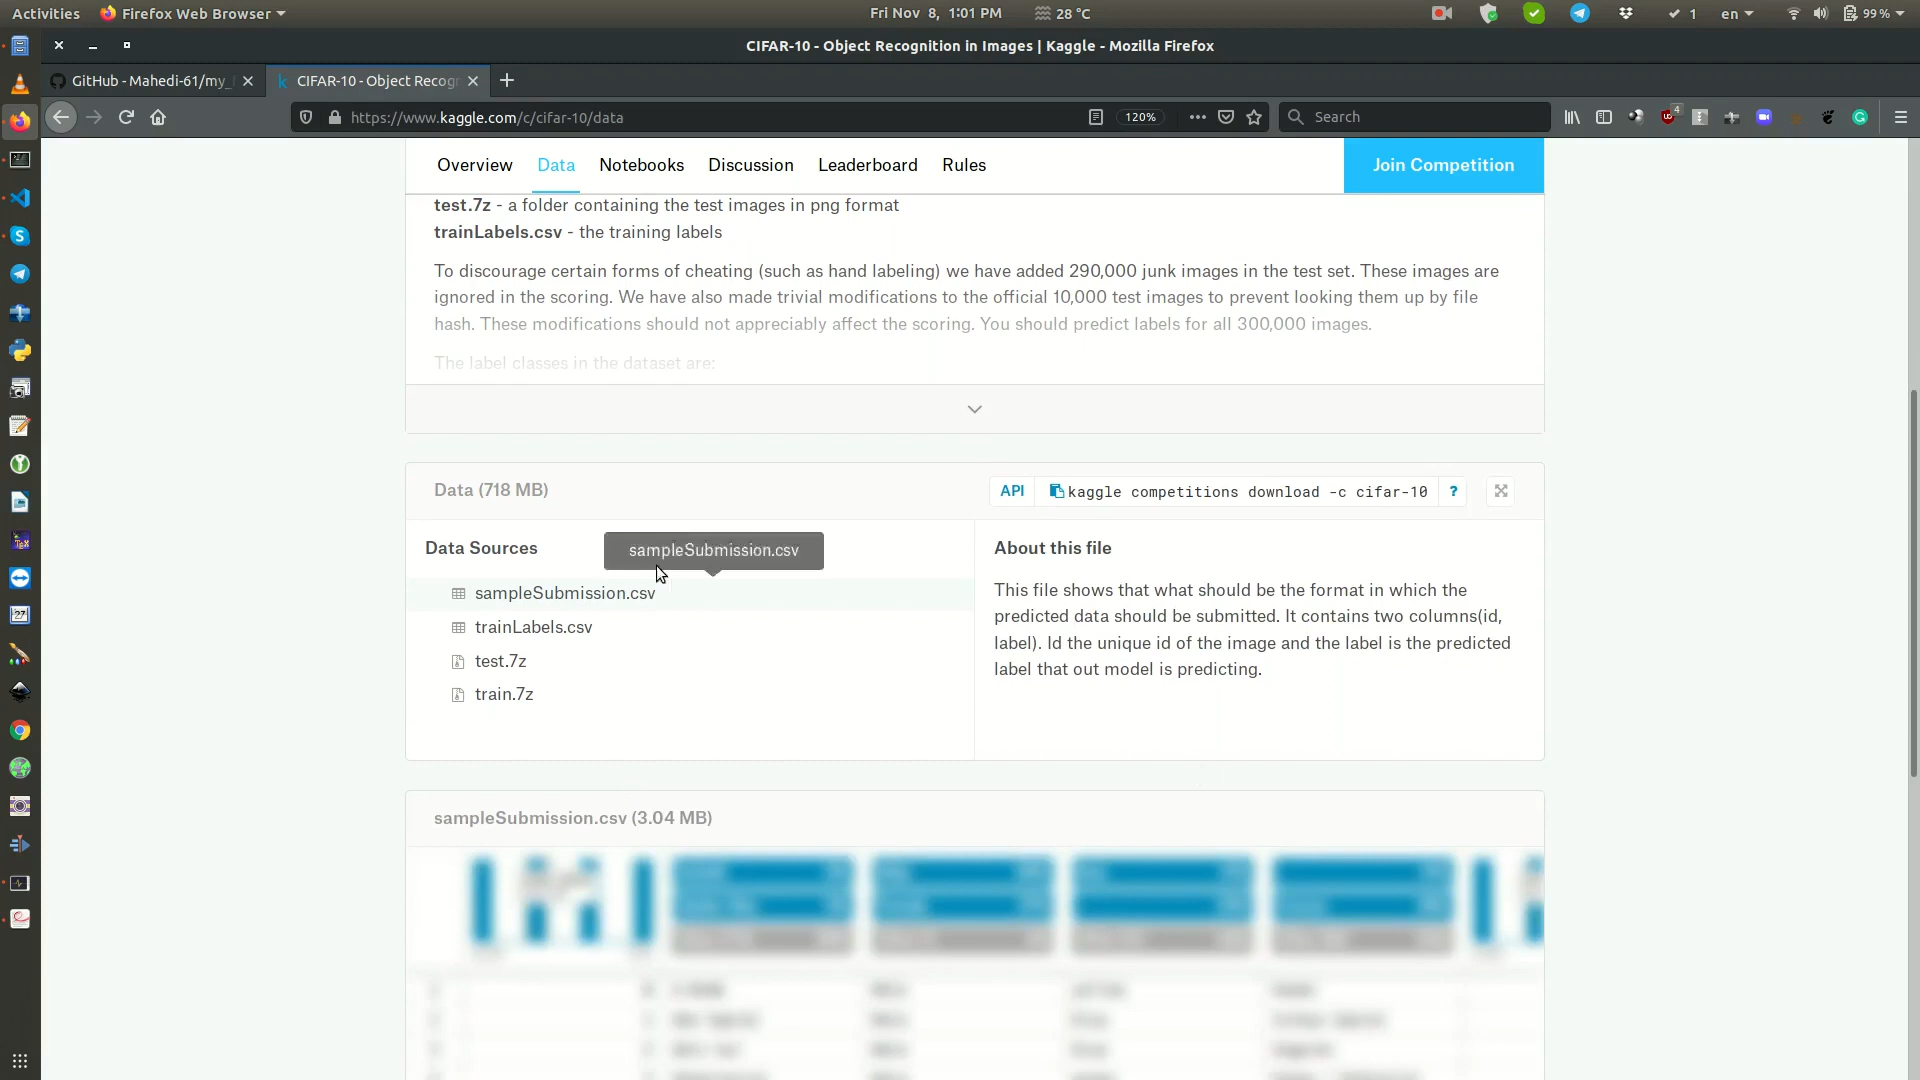 Activities
Firefox Web Browser
Fri Nov 8, 1:01 PM
28 °C
1
en
99 %
CIFAR-10 - Object Recognition in Images | Kaggle - Mozilla Firefox
GitHub - Mahedi-61/my_
CIFAR-10 - Object Recogn
https://www.kaggle.com/c/cifar-10/data
120%
Search
4
Overview
Data
Notebooks
Discussion
Leaderboard
Rules
Join Competition
test.7z - a folder containing the test images in png format
trainLabels.csv - the training labels
To discourage certain forms of cheating (such as hand labeling) we have added 290,000 junk images in the test set. These images are
ignored in the scoring. We have also made trivial modifications to the official 10,000 test images to prevent looking them up by file
hash. These modifications should not appreciably affect the scoring. You should predict labels for all 300,000 images.
The label classes in the dataset are:
Data (718 MB)
API
kaggle competitions download -c cifar-10
?
Data Sources
sampleSubmission.csv
sampleSubmission.csv
trainLabels.csv
test.7z
train.7z
About this file
This file shows that what should be the format in which the
predicted data should be submitted. It contains two columns(id,
label). Id the unique id of the image and the label is the predicted
label that out model is predicting.
sampleSubmission.csv (3.04 MB)